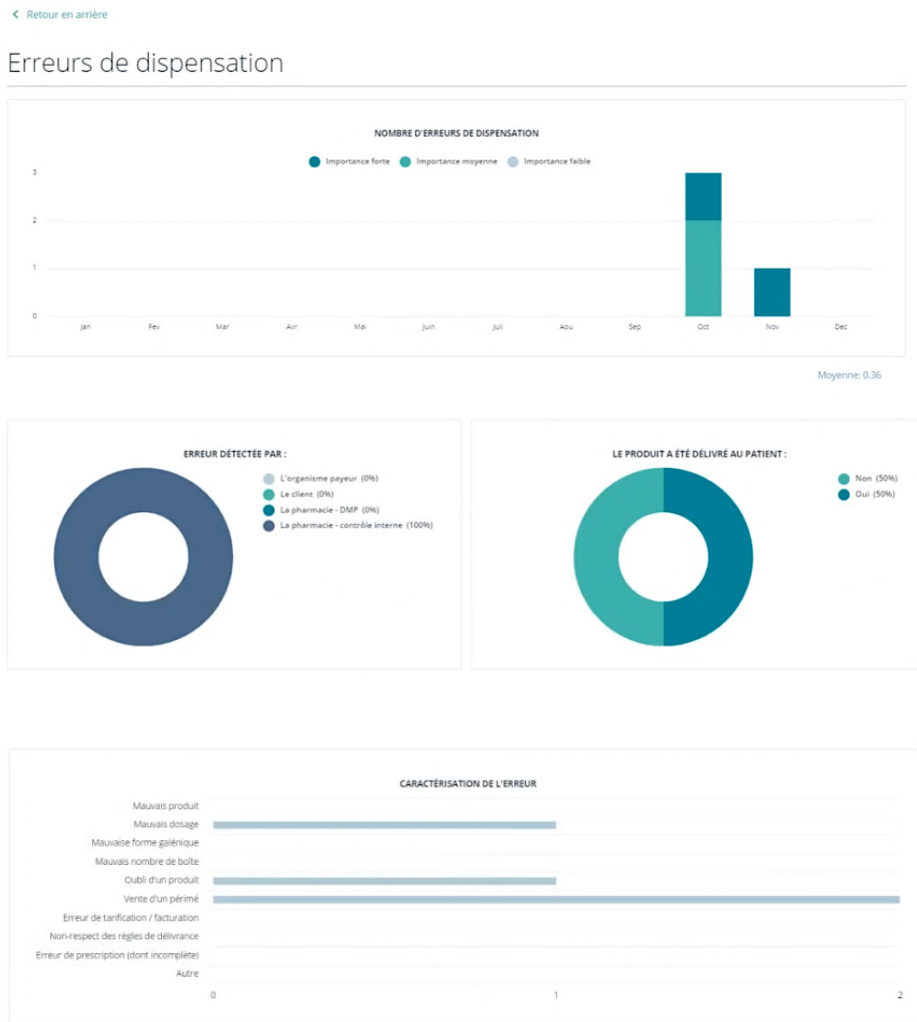 Retour en arrière
Erreurs de dispensation
NOMBRE D'ERREURS DE DISPENSATION
Importance forte Importance moyenne Importance faible
3
2
1
0
Jan Fev Mar Avr Mai Juin Juil Aou Sep Oct Nov Dec
Moyenne: 0.36
ERREUR DÉTECTÉE PAR :
L'organisme payeur (0%)
Le client (0%)
La pharmacie - DMP (0%)
La pharmacie - contrôle interne (100%)
LE PRODUIT A ÉTÉ DÉLIVRÉ AU PATIENT :
Non (50%)
Oui (50%)
CARACTÉRISATION DE L'ERREUR
Mauvais produit
Mauvais dosage
Mauvaise forme galénique
Mauvais nombre de boîte
Oubli d'un produit
Vente d'un périmé
Erreur de tarification / facturation
Non-respect des règles de délivrance
Erreur de prescription (dont incomplète)
Autre
0 1 2